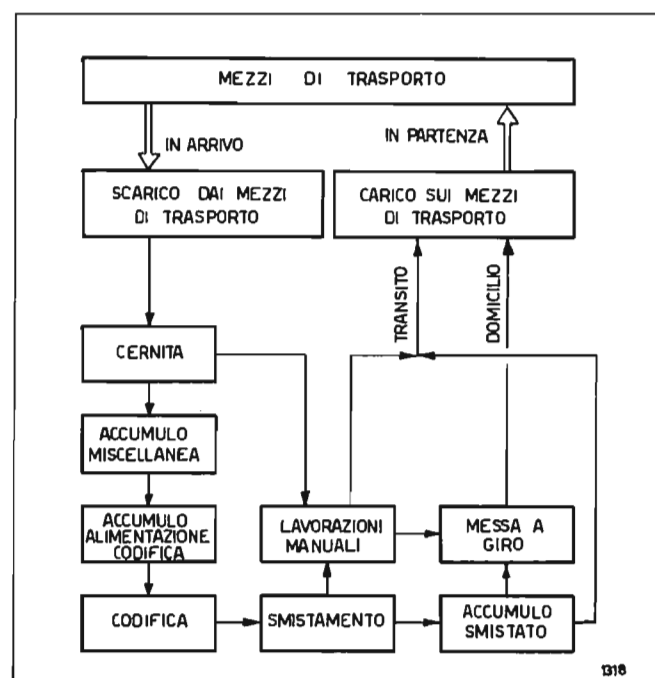 MEZZI DI TRASPORTO
IN ARRIVO
IN PARTENZA
SCARICO DAI MEZZI
DI TRASPORTO
CARICO SUI MEZZI
DI TRASPORTO
TRANSITO
DOMICILIO
CERNITA
ACCUMULO
MISCELLANEA
ACCUMULO
ALIMENTAZIONE
CODIFICA
LAVORAZIONI
MANUALI
MESSA A
GIRO
CODIFICA
SMISTAMENTO
ACCUMULO
SMISTATO
1318